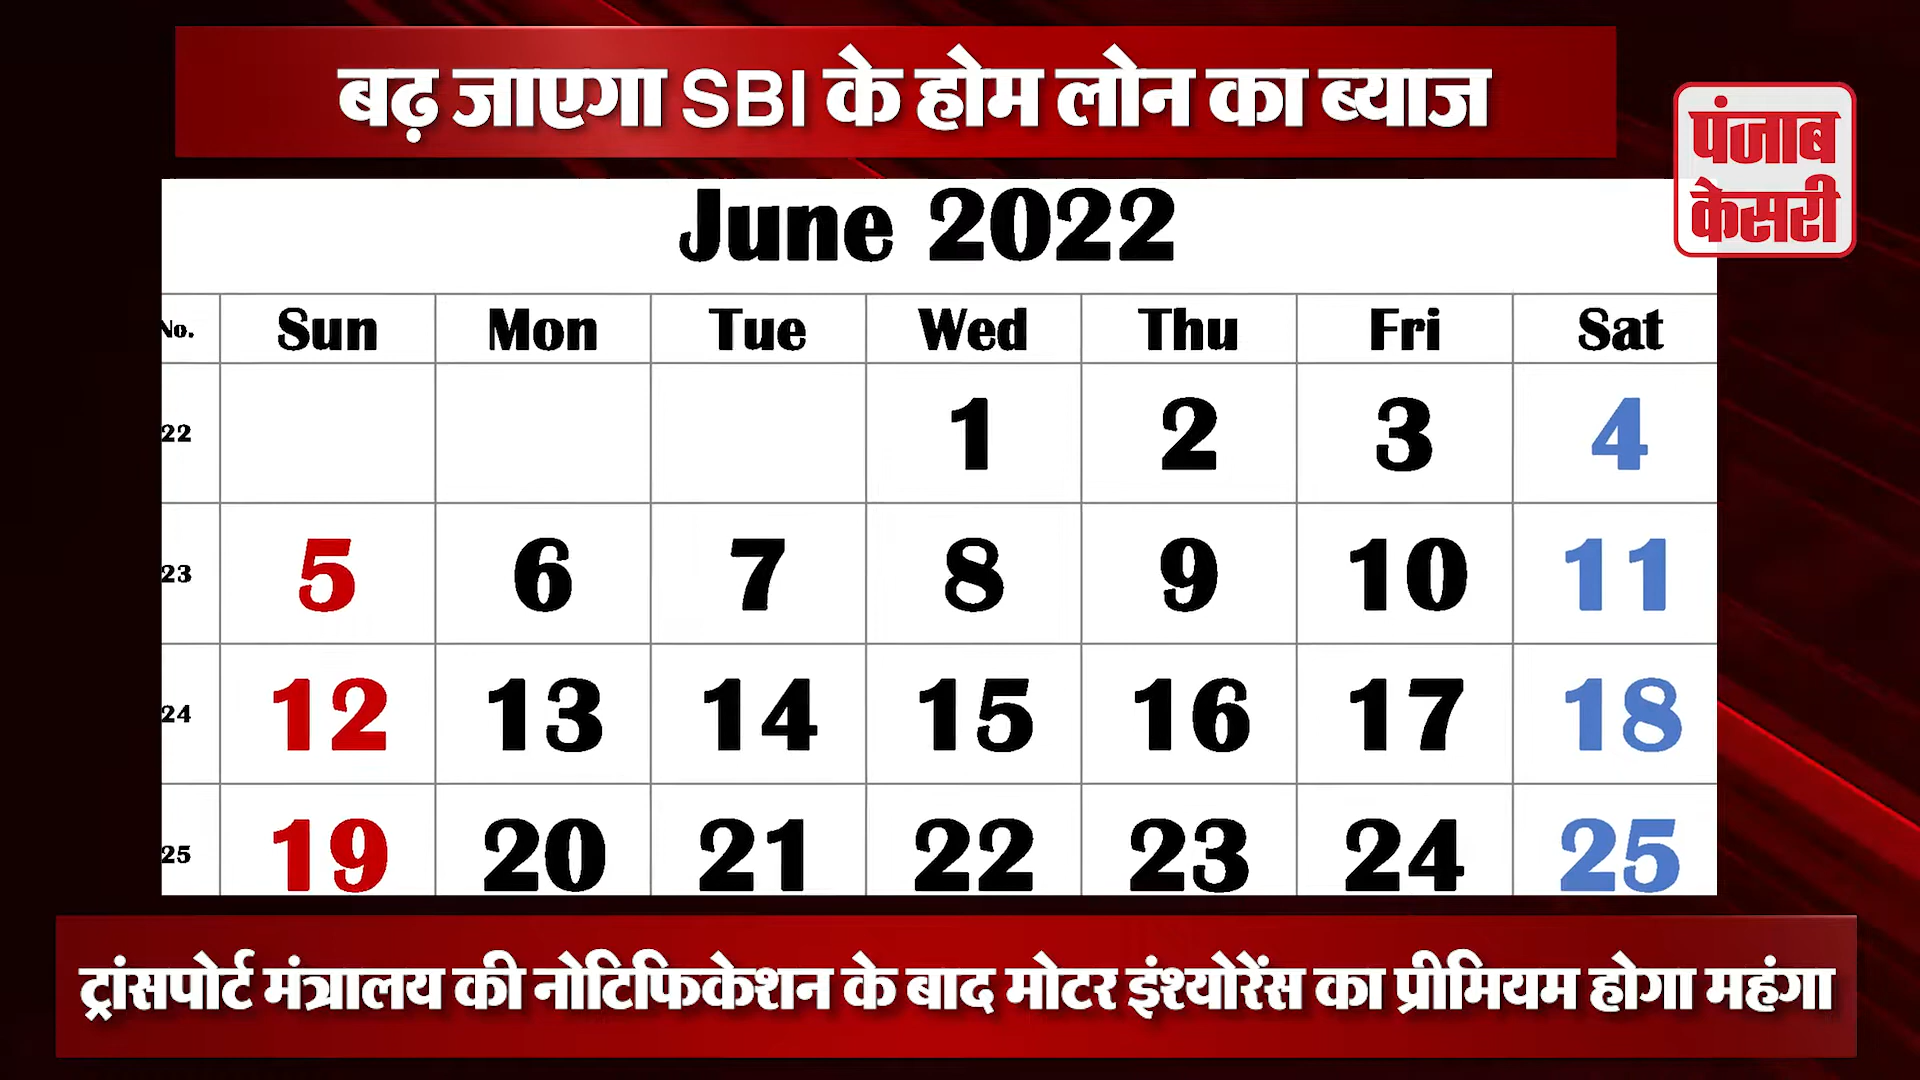 बढ़ जाएगा SBI के होम लोन का ब्याज
पंजाब
केसरी
June 2022
No. Sun Mon Tue Wed Thu Fri Sat
22 1 2 3 4
23 5 6 7 8 9 10 11
24 12 13 14 15 16 17 18
25 19 20 21 22 23 24 25
ट्रांसपोर्ट मंत्रालय की नोटिफिकेशन के बाद मोटर इंश्योरेंस का प्रीमियम होगा महंगा